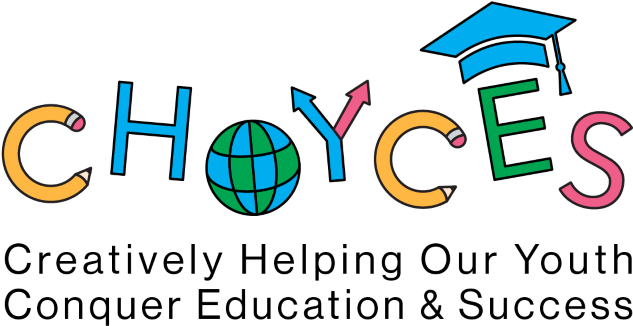 CHOYCES
Creatively Helping Our Youth
Conquer Education & Success